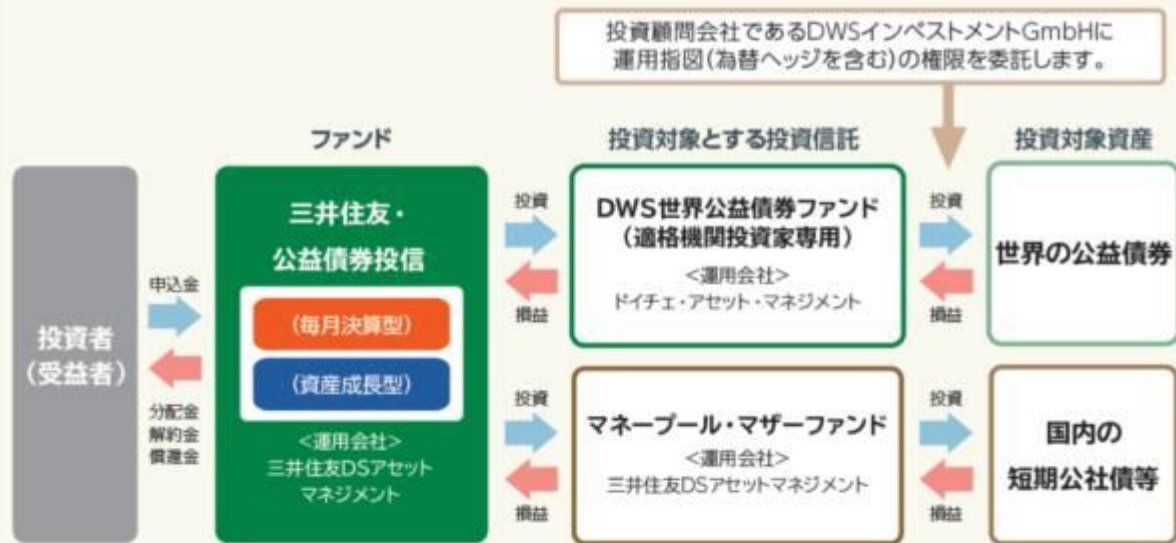 投資顧問会社であるDWSインベストメントGmbHに
運用指図(為替ヘッジを含む)の権限を委託します。
ファンド
投資対象とする投資信託
投資対象資産
投資者
(受益者)
申込金
分配金
解約金
償還金
三井住友・
公益債券投信
(毎月決算型)
(資産成長型)
<運用会社>
三井住友DSアセット
マネジメント
投資
損益
DWS世界公益債券ファンド
(適格機関投資家専用)
<運用会社>
ドイチェ・アセット・マネジメント
投資
損益
世界の公益債券
投資
損益
マネープール・マザーファンド
<運用会社>
三井住友DSアセットマネジメント
投資
損益
国内の
短期公社債等